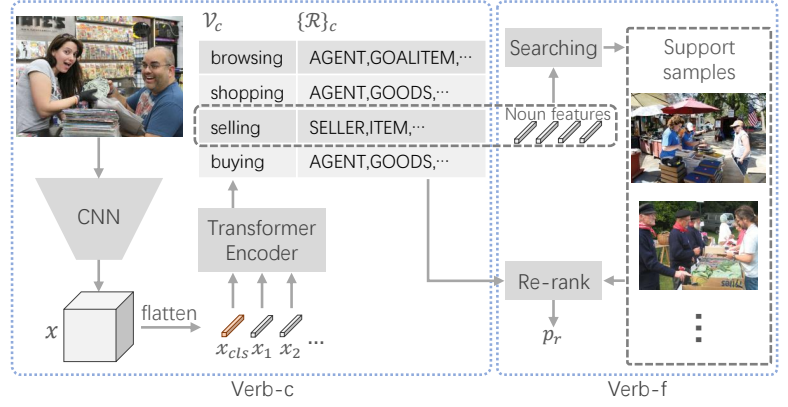 𝒱c {ℛ}c
browsing AGENT,GOALITEM,⋯
shopping AGENT,GOODS,⋯
selling SELLER,ITEM,⋯
buying AGENT,GOODS,⋯
Searching
Support
samples
Noun features
CNN
Transformer
Encoder
Re-rank
x
flatten
xcls x1 x2 ...
pr
Verb-c
Verb-f